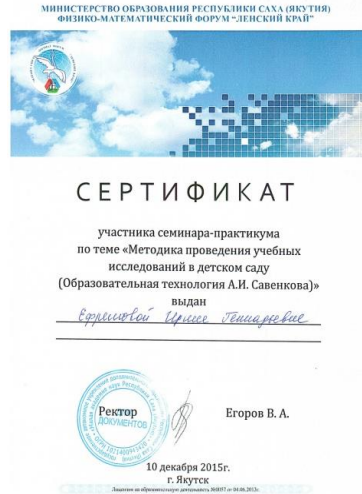 МИНИСТЕРСТВО ОБРАЗОВАНИЯ РЕСПУБЛИКИ САХА (ЯКУТИЯ)
ФИЗИКО-МАТЕМАТИЧЕСКИЙ ФОРУМ "ЛЕНСКИЙ КРАЙ"
СЕРТИФИКАТ
участника семинара-практикума
по теме «Методика проведения учебных
исследований в детском саду
(Образовательная технология А.И. Савенкова)»
выдан
Ефремовой Ирине Геннадьевне
Ректор
Егоров В. А.
ДОКУМЕНТОВ
10 декабря 2015г.
г. Якутск